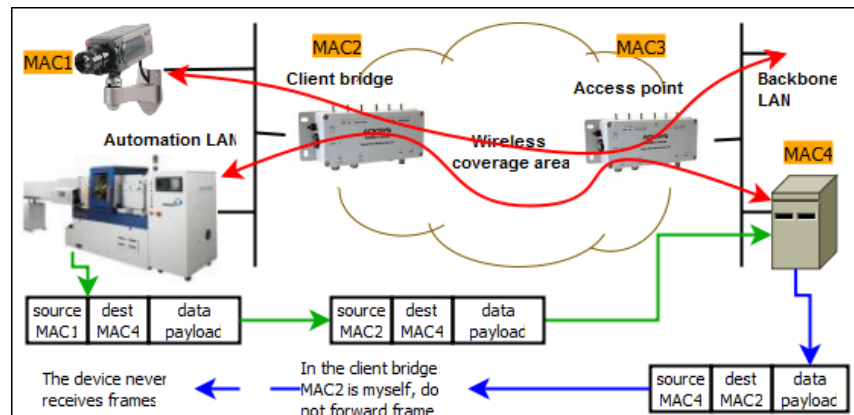 MAC1
MAC2
MAC3
Client bridge
Access point
Backbone
LAN
Automation LAN
Wireless
coverage area
MAC4
ACKSYS
source
MAC1
dest
MAC4
data
payload
source
MAC2
dest
MAC4
data
payload
source
MAC4
dest
MAC2
data
payload
The device never
receives frames
In the client bridge
MAC2 is myself, do
not forward frame